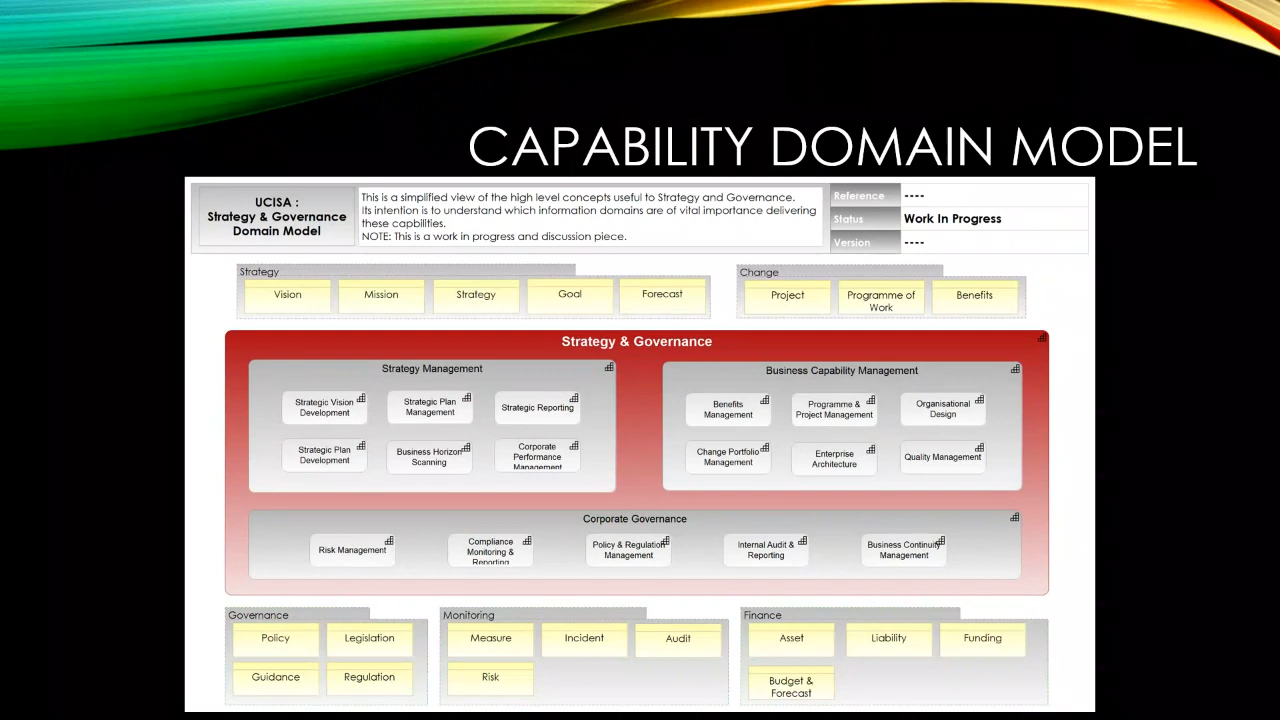 CAPABILITY DOMAIN MODEL
UCISA :
Strategy & Governance
Domain Model
This is a simplified view of the high level concepts useful to Strategy and Governance.
Its intention is to understand which information domains are of vital importance delivering
these capbilities.
NOTE: This is a work in progress and discussion piece.
Reference ----
Status Work In Progress
Version ----
Strategy
Vision
Mission
Strategy
Goal
Forecast
Change
Project
Programme of
Work
Benefits
Strategy & Governance
Strategy Management
Strategic Vision
Development
Strategic Plan
Management
Strategic Reporting
Strategic Plan
Development
Business Horizon
Scanning
Corporate
Performance
Management
Business Capability Management
Benefits
Management
Programme &
Project Management
Organisational
Design
Change Portfolio
Management
Enterprise
Architecture
Quality Management
Corporate Governance
Risk Management
Compliance
Monitoring &
Reporting
Policy & Regulation
Management
Internal Audit &
Reporting
Business Continuity
Management
Governance
Policy
Legislation
Guidance
Regulation
Monitoring
Measure
Incident
Audit
Risk
Finance
Asset
Liability
Funding
Budget &
Forecast